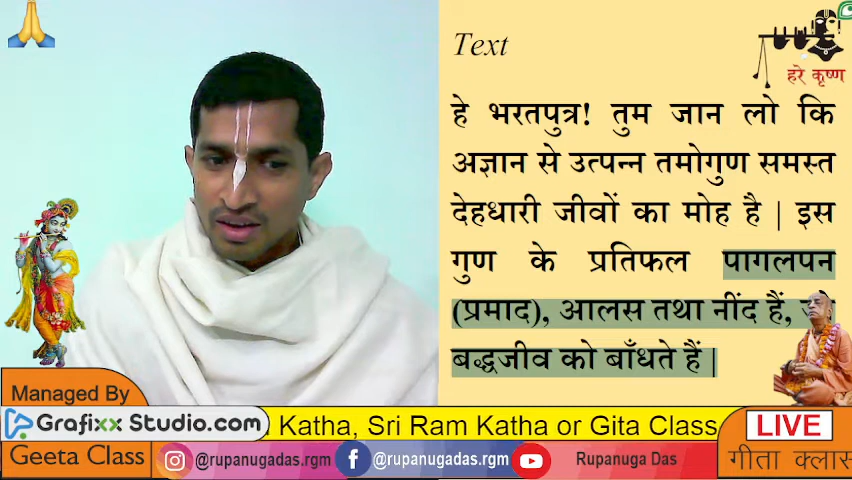 Text
हरे कृष्ण
हे भरतपुत्र! तुम जान लो कि
अज्ञान से उत्पन्न तमोगुण समस्त
देहधारी जीवों का मोह है | इस
गुण के प्रतिफल पागलपन
(प्रमाद), आलस तथा नींद हैं,
बद्धजीव को बाँधते हैं |
Managed By
Grafixx Studio.com
Katha, Sri Ram Katha or Gita Class
LIVE
Geeta Class
@rupanugadas.rgm
@rupanugadas.rgm
Rupanuga Das
गीता क्लास